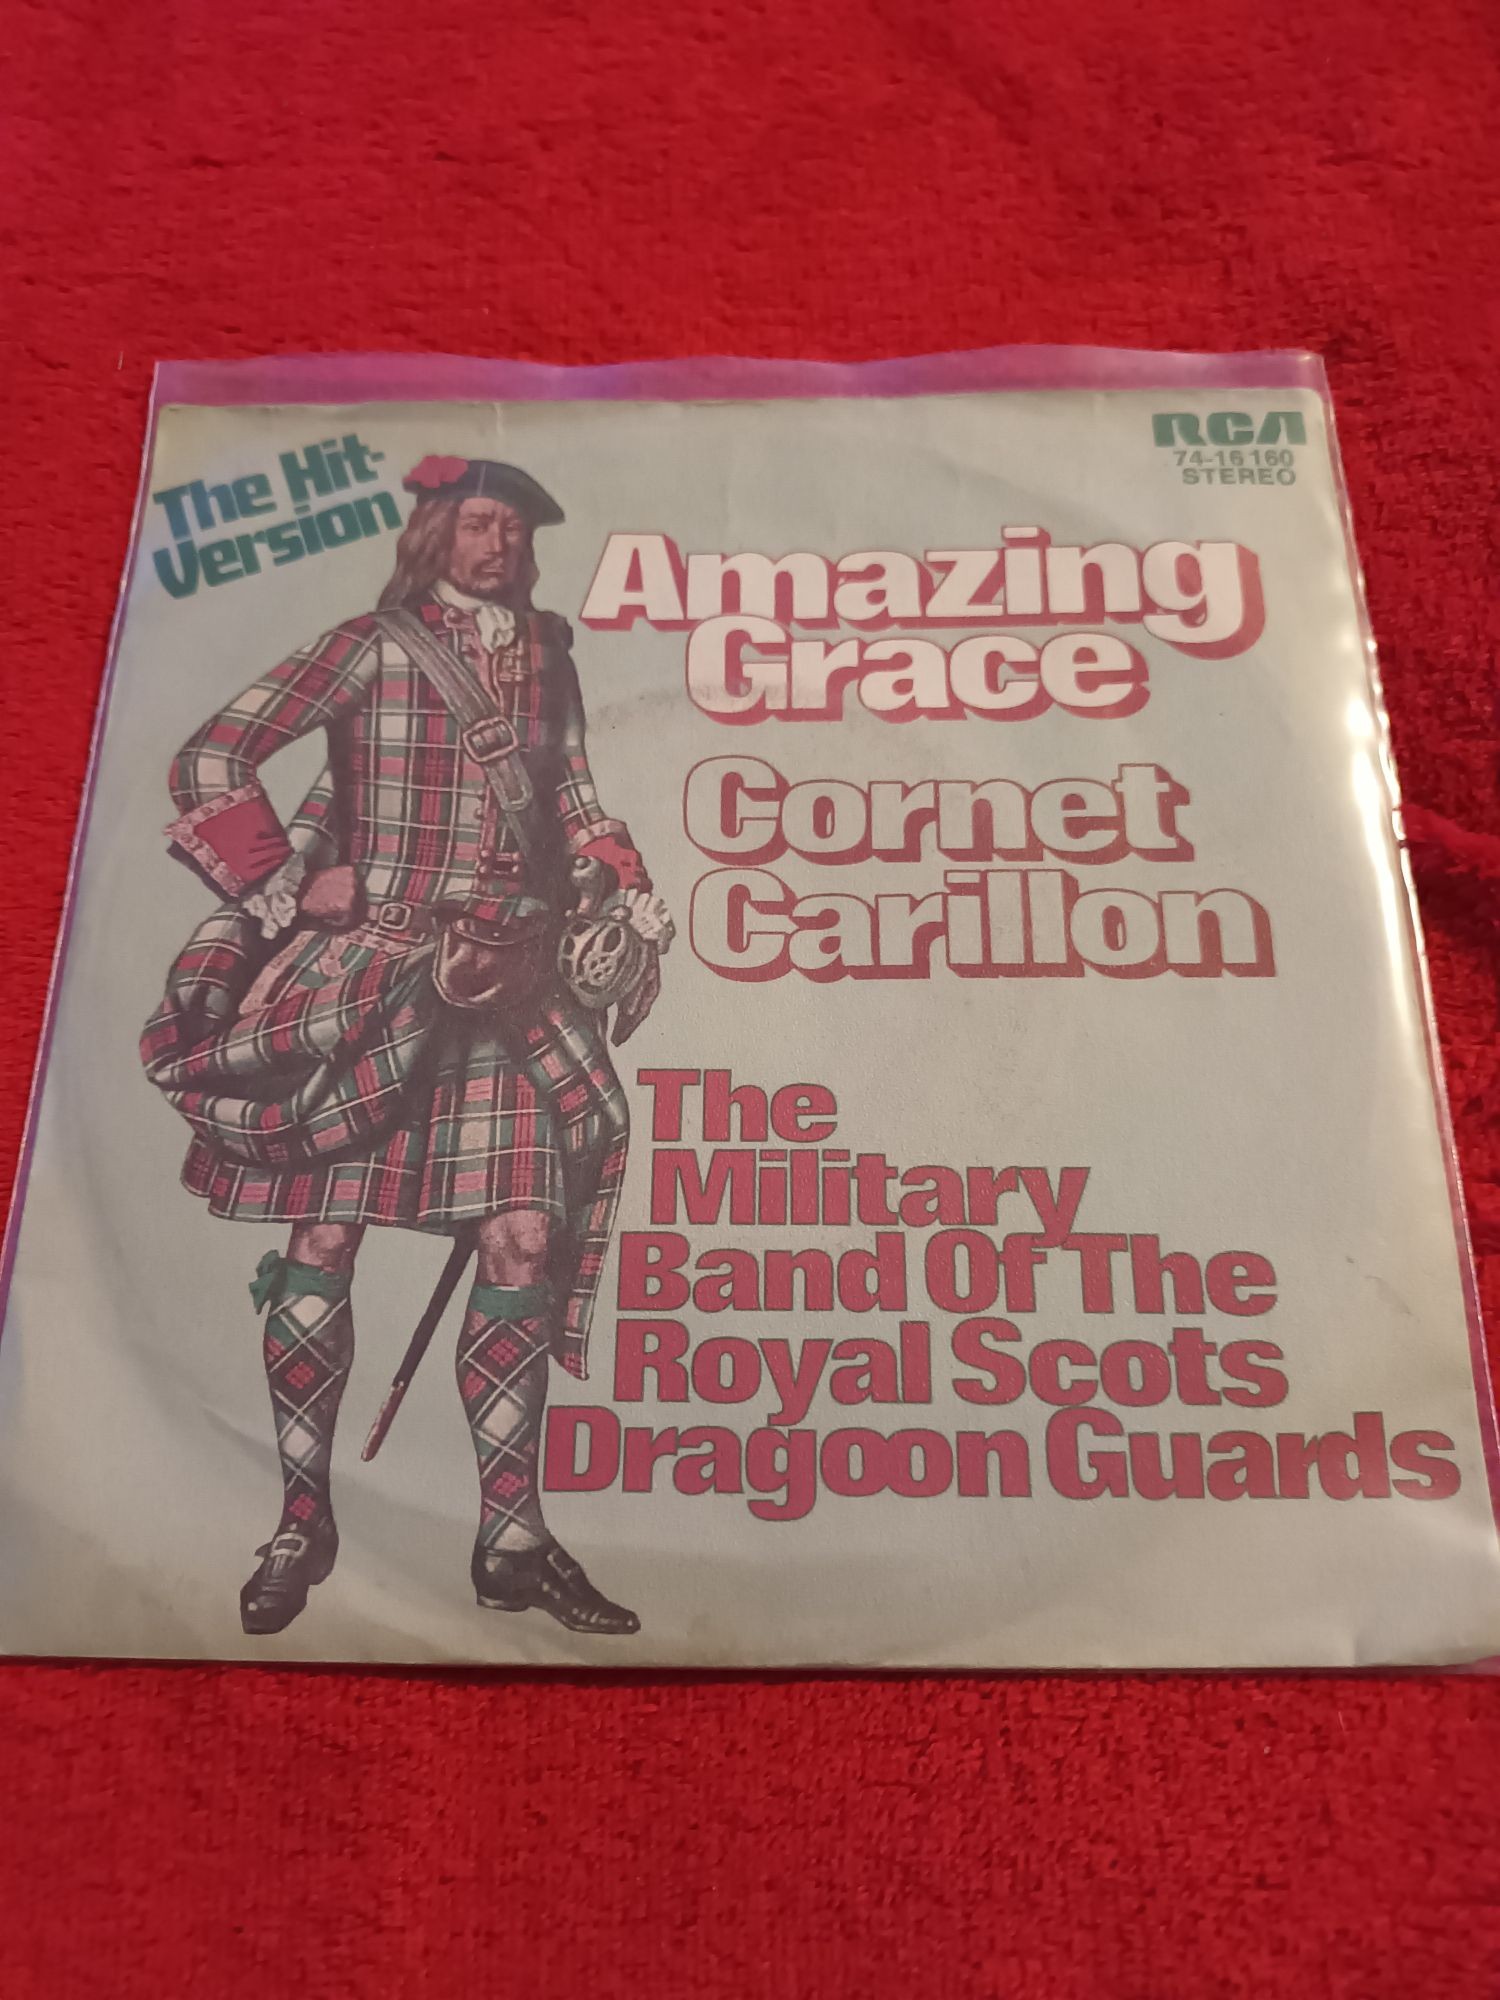 The Hit-
Version
RCA
74-16 160
STEREO
Amazing
Grace
Cornet
Carillon
The
Military
Band Of The
Royal Scots
Dragoon Guards